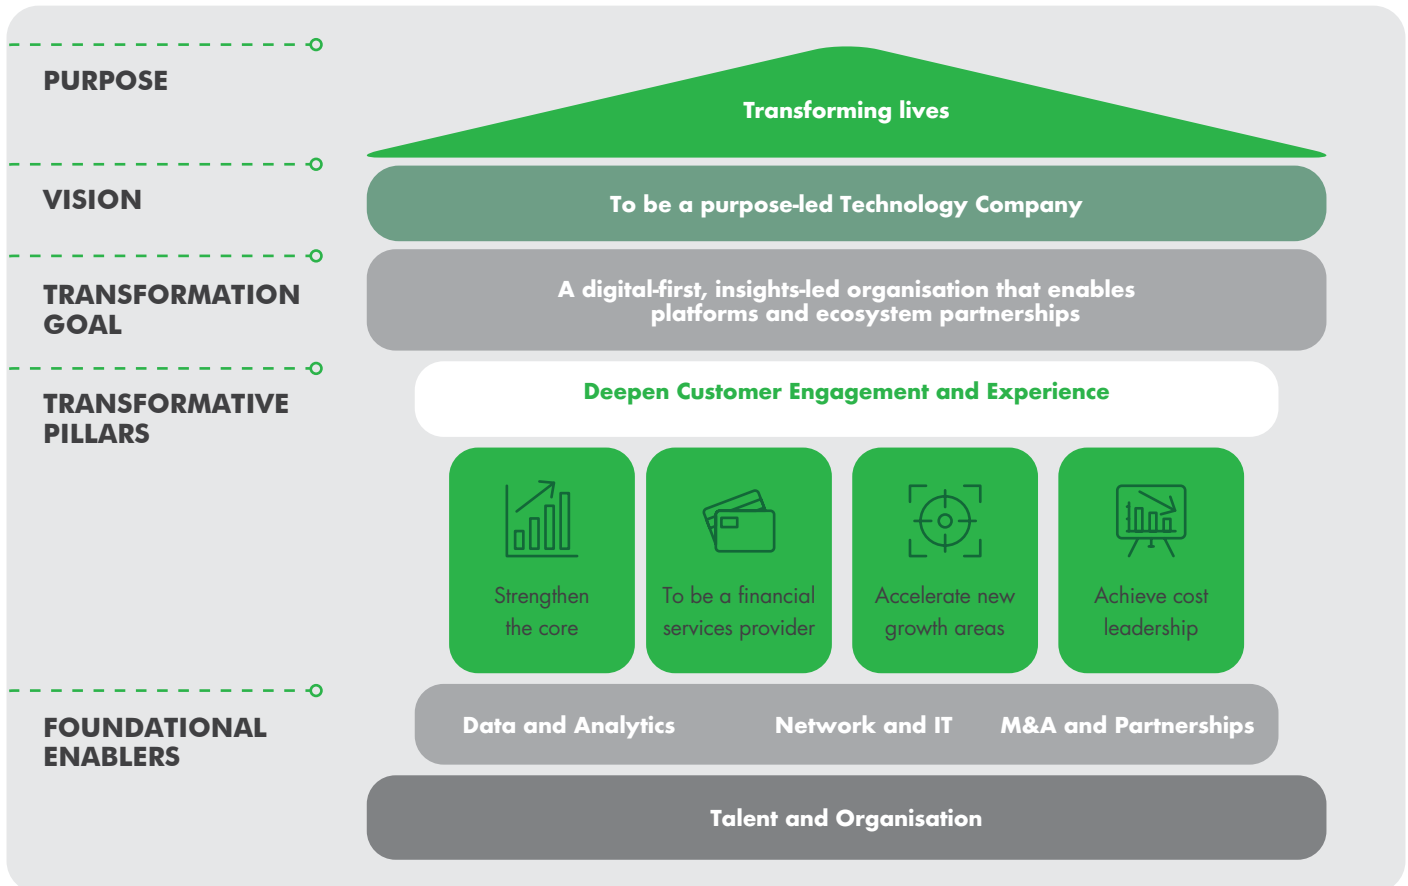 PURPOSE
Transforming lives
VISION
To be a purpose-led Technology Company
TRANSFORMATION
GOAL
A digital-first, insights-led organisation that enables
platforms and ecosystem partnerships
TRANSFORMATIVE
PILLARS
Deepen Customer Engagement and Experience
Strengthen
the core
To be a financial
services provider
Accelerate new
growth areas
Achieve cost
leadership
FOUNDATIONAL
ENABLERS
Data and Analytics
Network and IT
M&A and Partnerships
Talent and Organisation